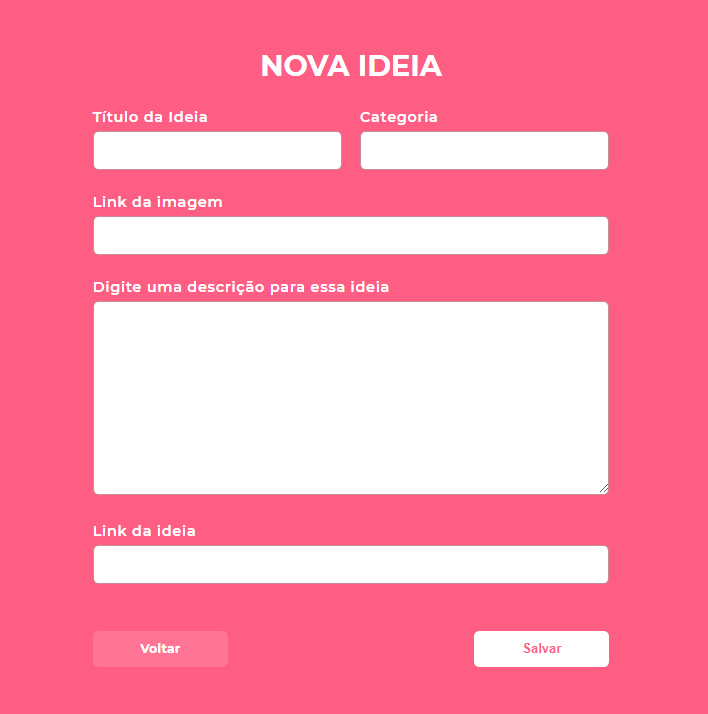 NOVA IDEIA
Título da Ideia
Categoria
Link da imagem
Digite uma descrição para essa ideia
Link da ideia
Voltar
Salvar